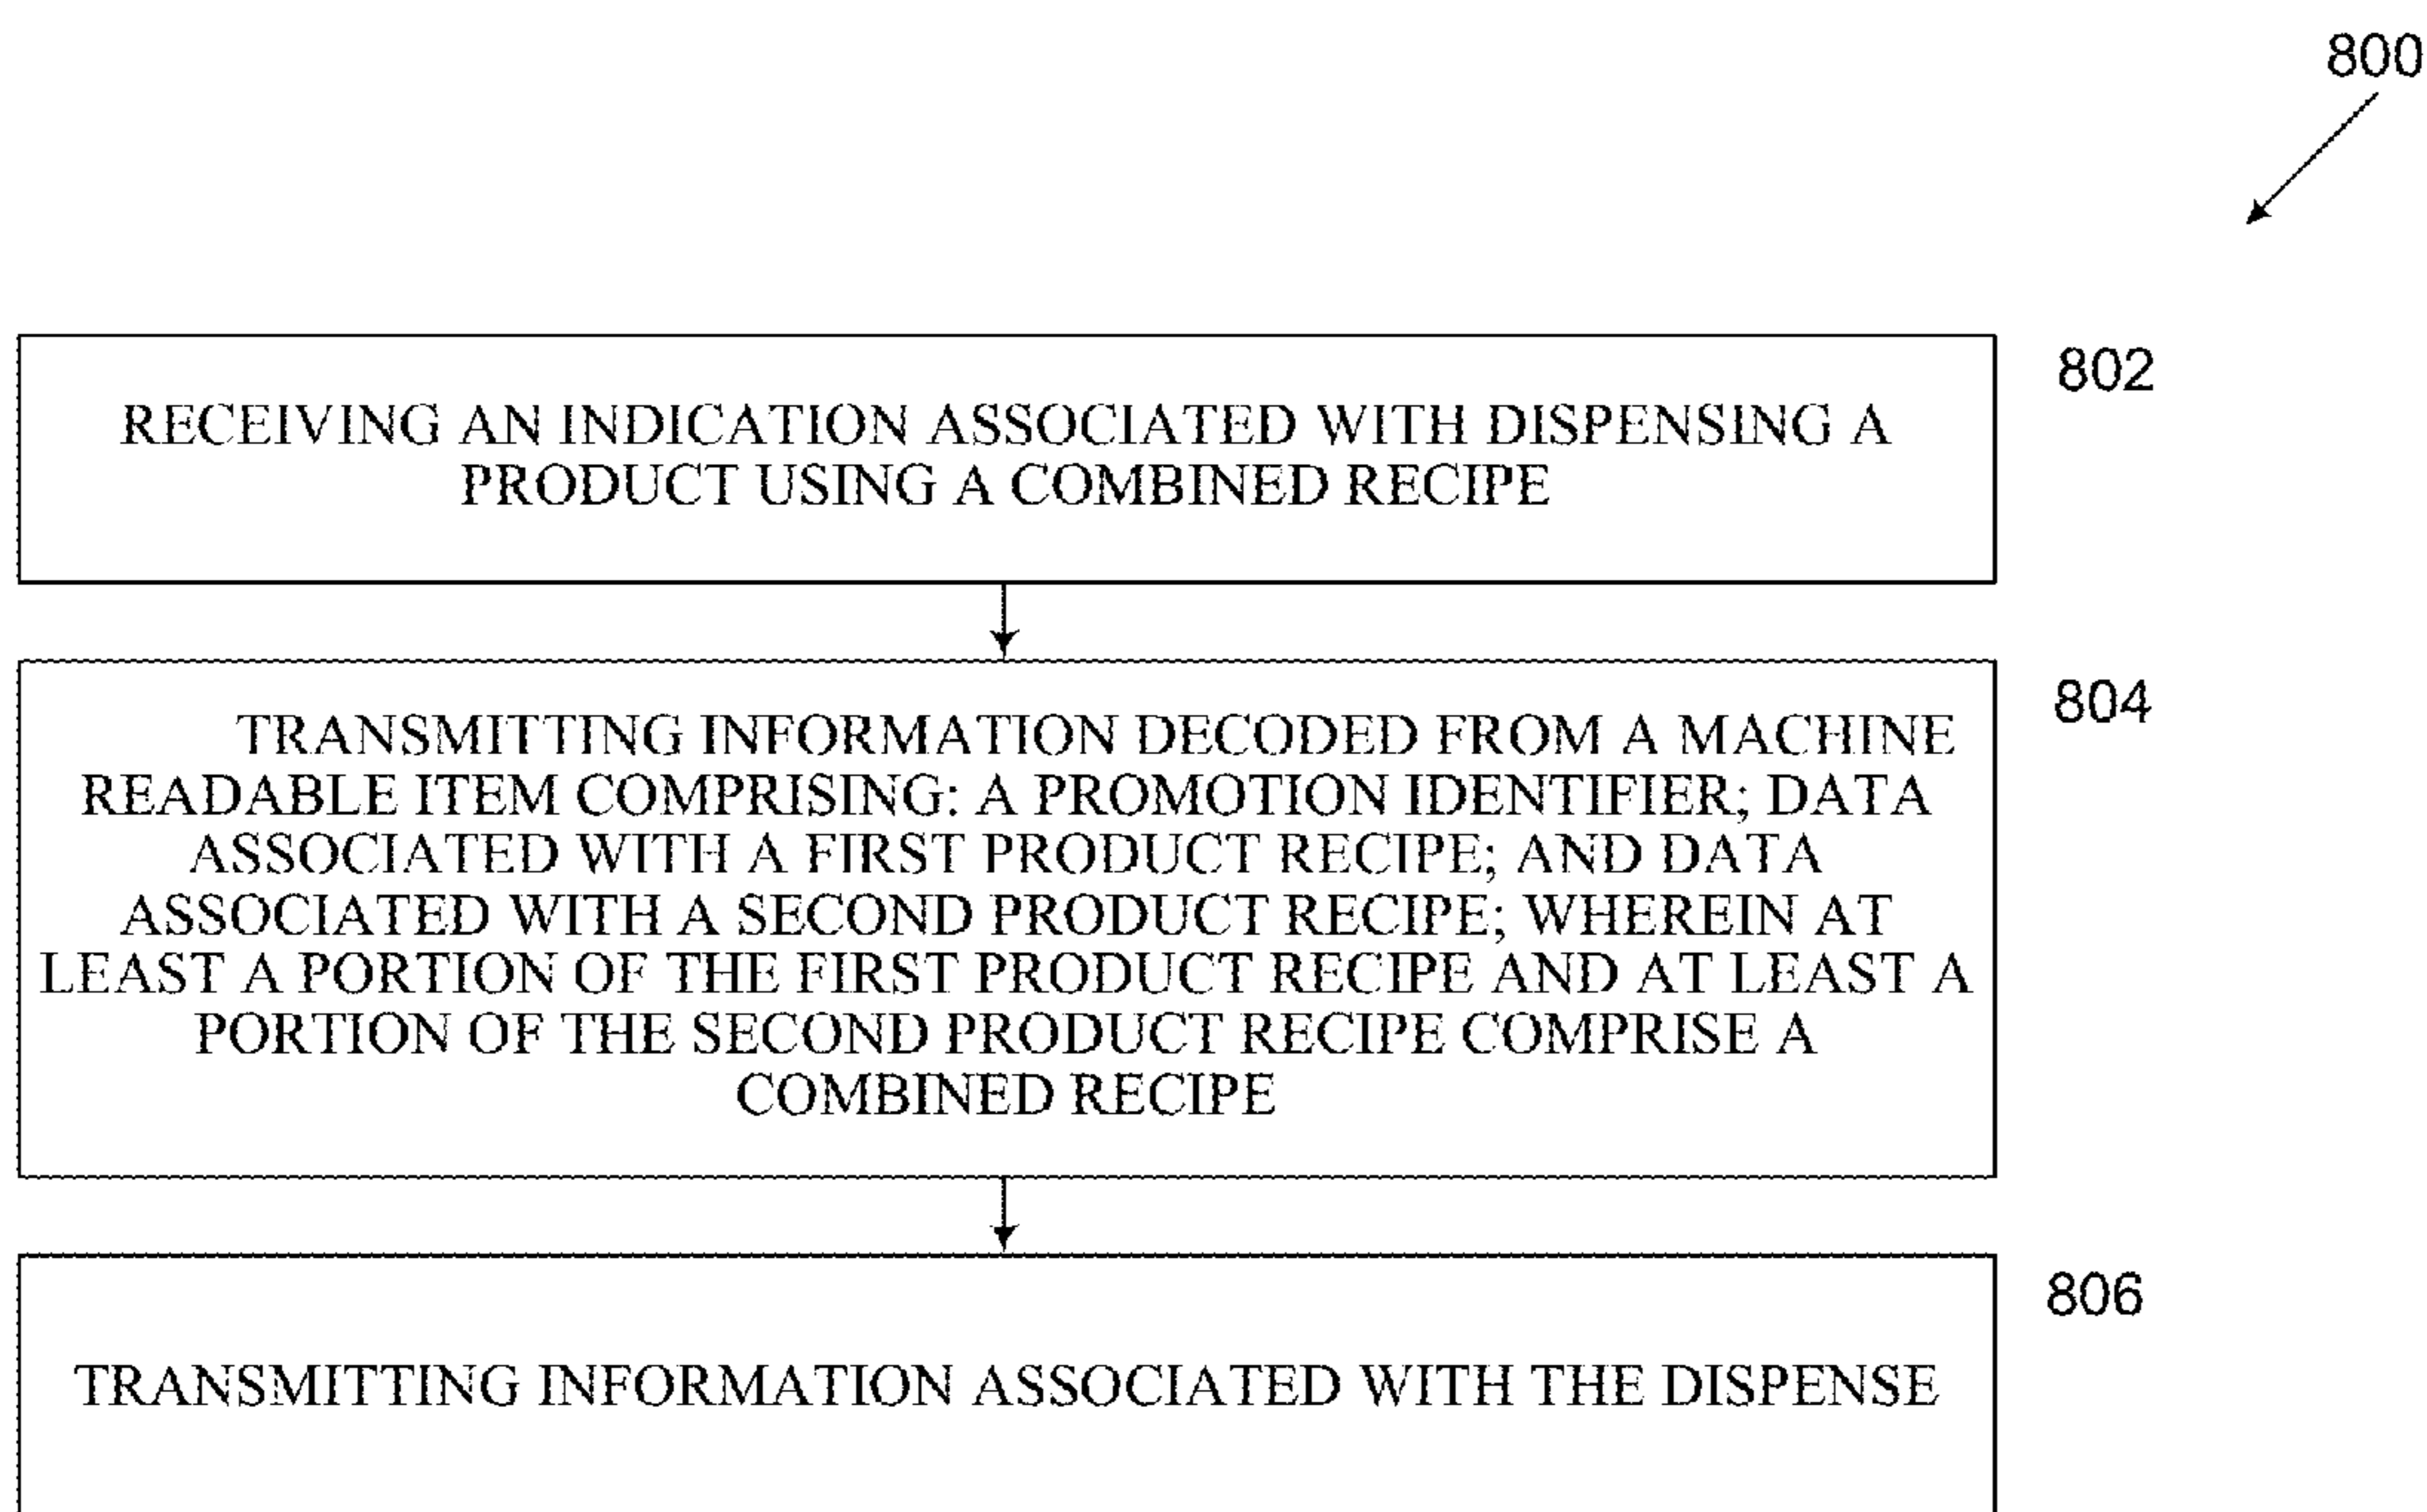 800
802
RECEIVING AN INDICATION ASSOCIATED WITH DISPENSING A
PRODUCT USING A COMBINED RECIPE
804
TRANSMITTING INFORMATION DECODED FROM A MACHINE
READABLE ITEM COMPRISING: A PROMOTION IDENTIFIER; DATA
ASSOCIATED WITH A FIRST PRODUCT RECIPE; AND DATA
ASSOCIATED WITH A SECOND PRODUCT RECIPE; WHEREIN AT
LEAST A PORTION OF THE FIRST PRODUCT RECIPE AND AT LEAST A
PORTION OF THE SECOND PRODUCT RECIPE COMPRISE A
COMBINED RECIPE
806
TRANSMITTING INFORMATION ASSOCIATED WITH THE DISPENSE